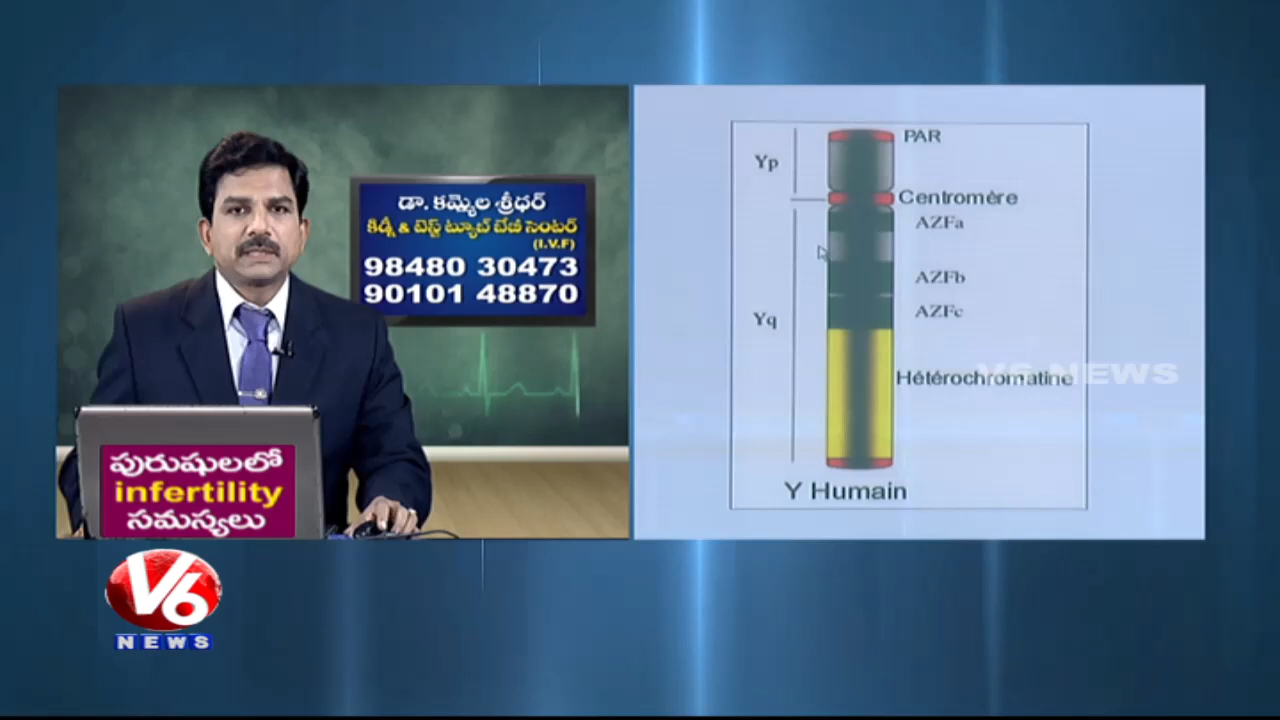 డా. కమ్మెల శ్రీధర్
కిడ్నీ & టెస్ట్ ట్యూబ్ బేబీ సెంటర్
(I.V.F)
98480 30473
90101 48870
పురుషులలో
infertility
సమస్యలు
V6
NEWS
PAR
Yp
Centromère
AZFa
AZFb
AZFc
Yq
Hétérochromatine
V6 NEWS
Y Humain